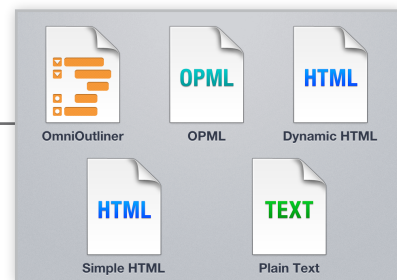 OPML
HTML
OmniOutliner
OPML
Dynamic HTML
HTML
TEXT
Simple HTML
Plain Text